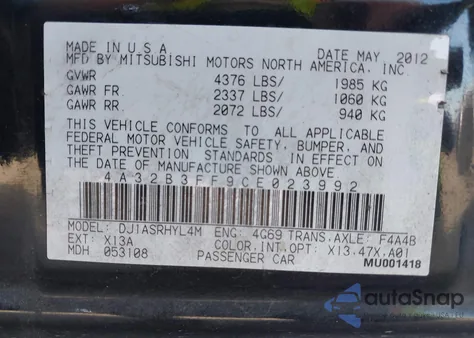 MADE IN U.S.A DATE MAY 2012
MFD BY MITSUBISHI MOTORS NORTH AMERICA, INC.
GVWR 4376 LBS/ 1985 KG
GAWR FR. 2337 LBS/ 1060 KG
GAWR RR. 2072 LBS/ 940 KG
THIS VEHICLE CONFORMS TO ALL APPLICABLE
FEDERAL MOTOR VEHICLE SAFETY, BUMPER, AND
THEFT PREVENTION STANDARDS IN EFFECT ON
THE DATE OF MANUFACTURE SHOWN ABOVE.
4A32B3FF9CE023992
MODEL: DJ1ASRHYL4M ENG: 4G69 TRANS.AXLE: F4A4B
EXT: X13A COLOR,INT,OPT: X13,47X,A01
MDH 053108 PASSENGER CAR
MU001418
autoSnap